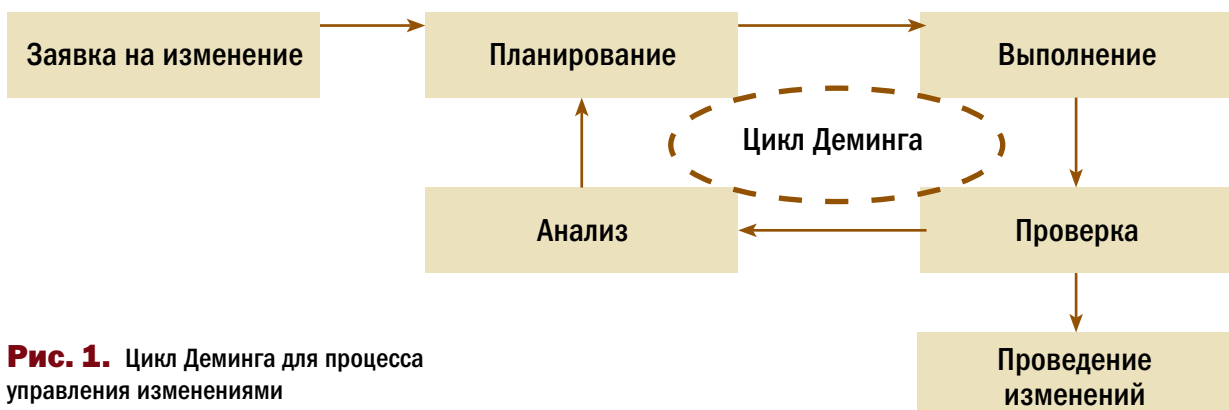 Заявка на изменение
Планирование
Выполнение
Цикл Деминга
Анализ
Проверка
Рис. 1. Цикл Деминга для процесса
управления изменениями
Проведение
изменений